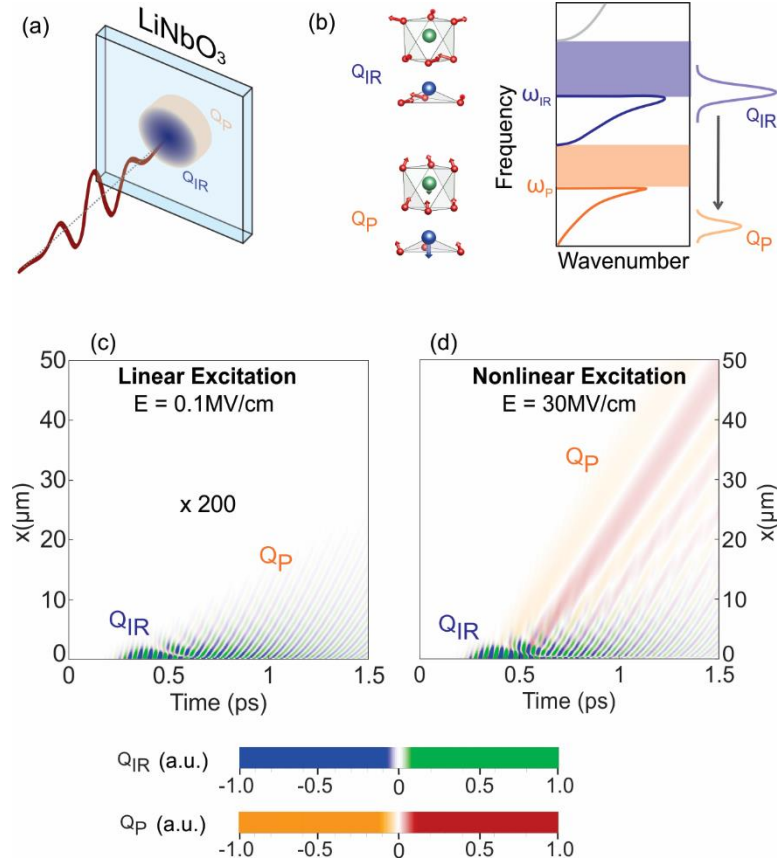 (a)
LiNbO3
QP
QIR
(b)
QIR
QP
Frequency
ωIR
ωP
Wavenumber
QIR
QP
(c)
Linear Excitation
E = 0.1MV/cm
x 200
QP
QIR
x(μm)
50
40
30
20
10
0
0 0.5 1 1.5
Time (ps)
(d)
Nonlinear Excitation
E = 30MV/cm
QP
QIR
50
40
30
20
10
0
x(μm)
0 0.5 1 1.5
Time (ps)
QIR (a.u.)
-1.0 -0.5 0 0.5 1.0
QP (a.u.)
-1.0 -0.5 0 0.5 1.0